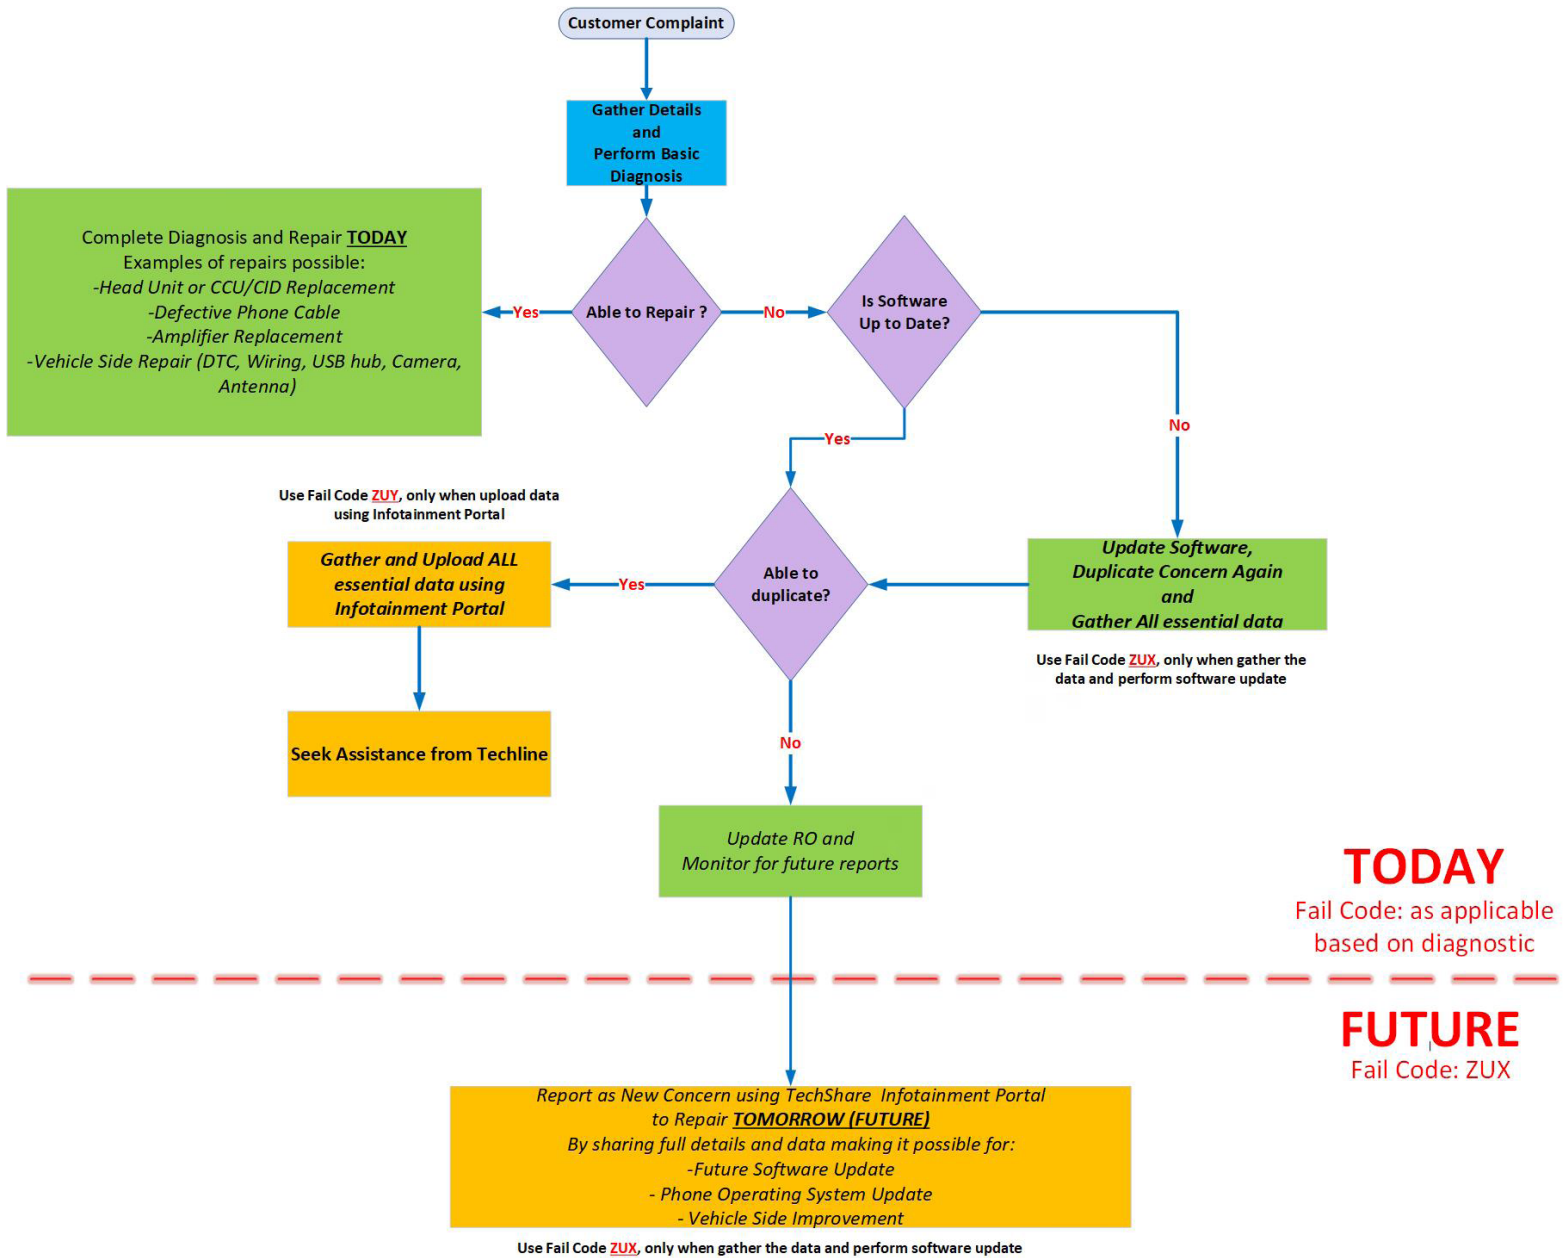 Customer Complaint
Gather Details
and
Perform Basic
Diagnosis
Complete Diagnosis and Repair TODAY
Examples of repairs possible:
-Head Unit or CCU/CID Replacement
-Defective Phone Cable
-Amplifier Replacement
-Vehicle Side Repair (DTC, Wiring, USB hub, Camera,
Antenna)
Yes
Able to Repair ?
No
Is Software
Up to Date?
Yes
No
Use Fail Code ZUY, only when upload data
using Infotainment Portal
Gather and Upload ALL
essential data using
Infotainment Portal
Yes
Able to
duplicate?
Update Software,
Duplicate Concern Again
and
Gather All essential data
Use Fail Code ZUX, only when gather the
data and perform software update
Seek Assistance from Techline
No
Update RO and
Monitor for future reports
TODAY
Fail Code: as applicable
based on diagnostic
FUTURE
Fail Code: ZUX
Report as New Concern using TechShare Infotainment Portal
to Repair TOMORROW (FUTURE)
By sharing full details and data making it possible for:
-Future Software Update
- Phone Operating System Update
- Vehicle Side Improvement
Use Fail Code ZUX, only when gather the data and perform software update